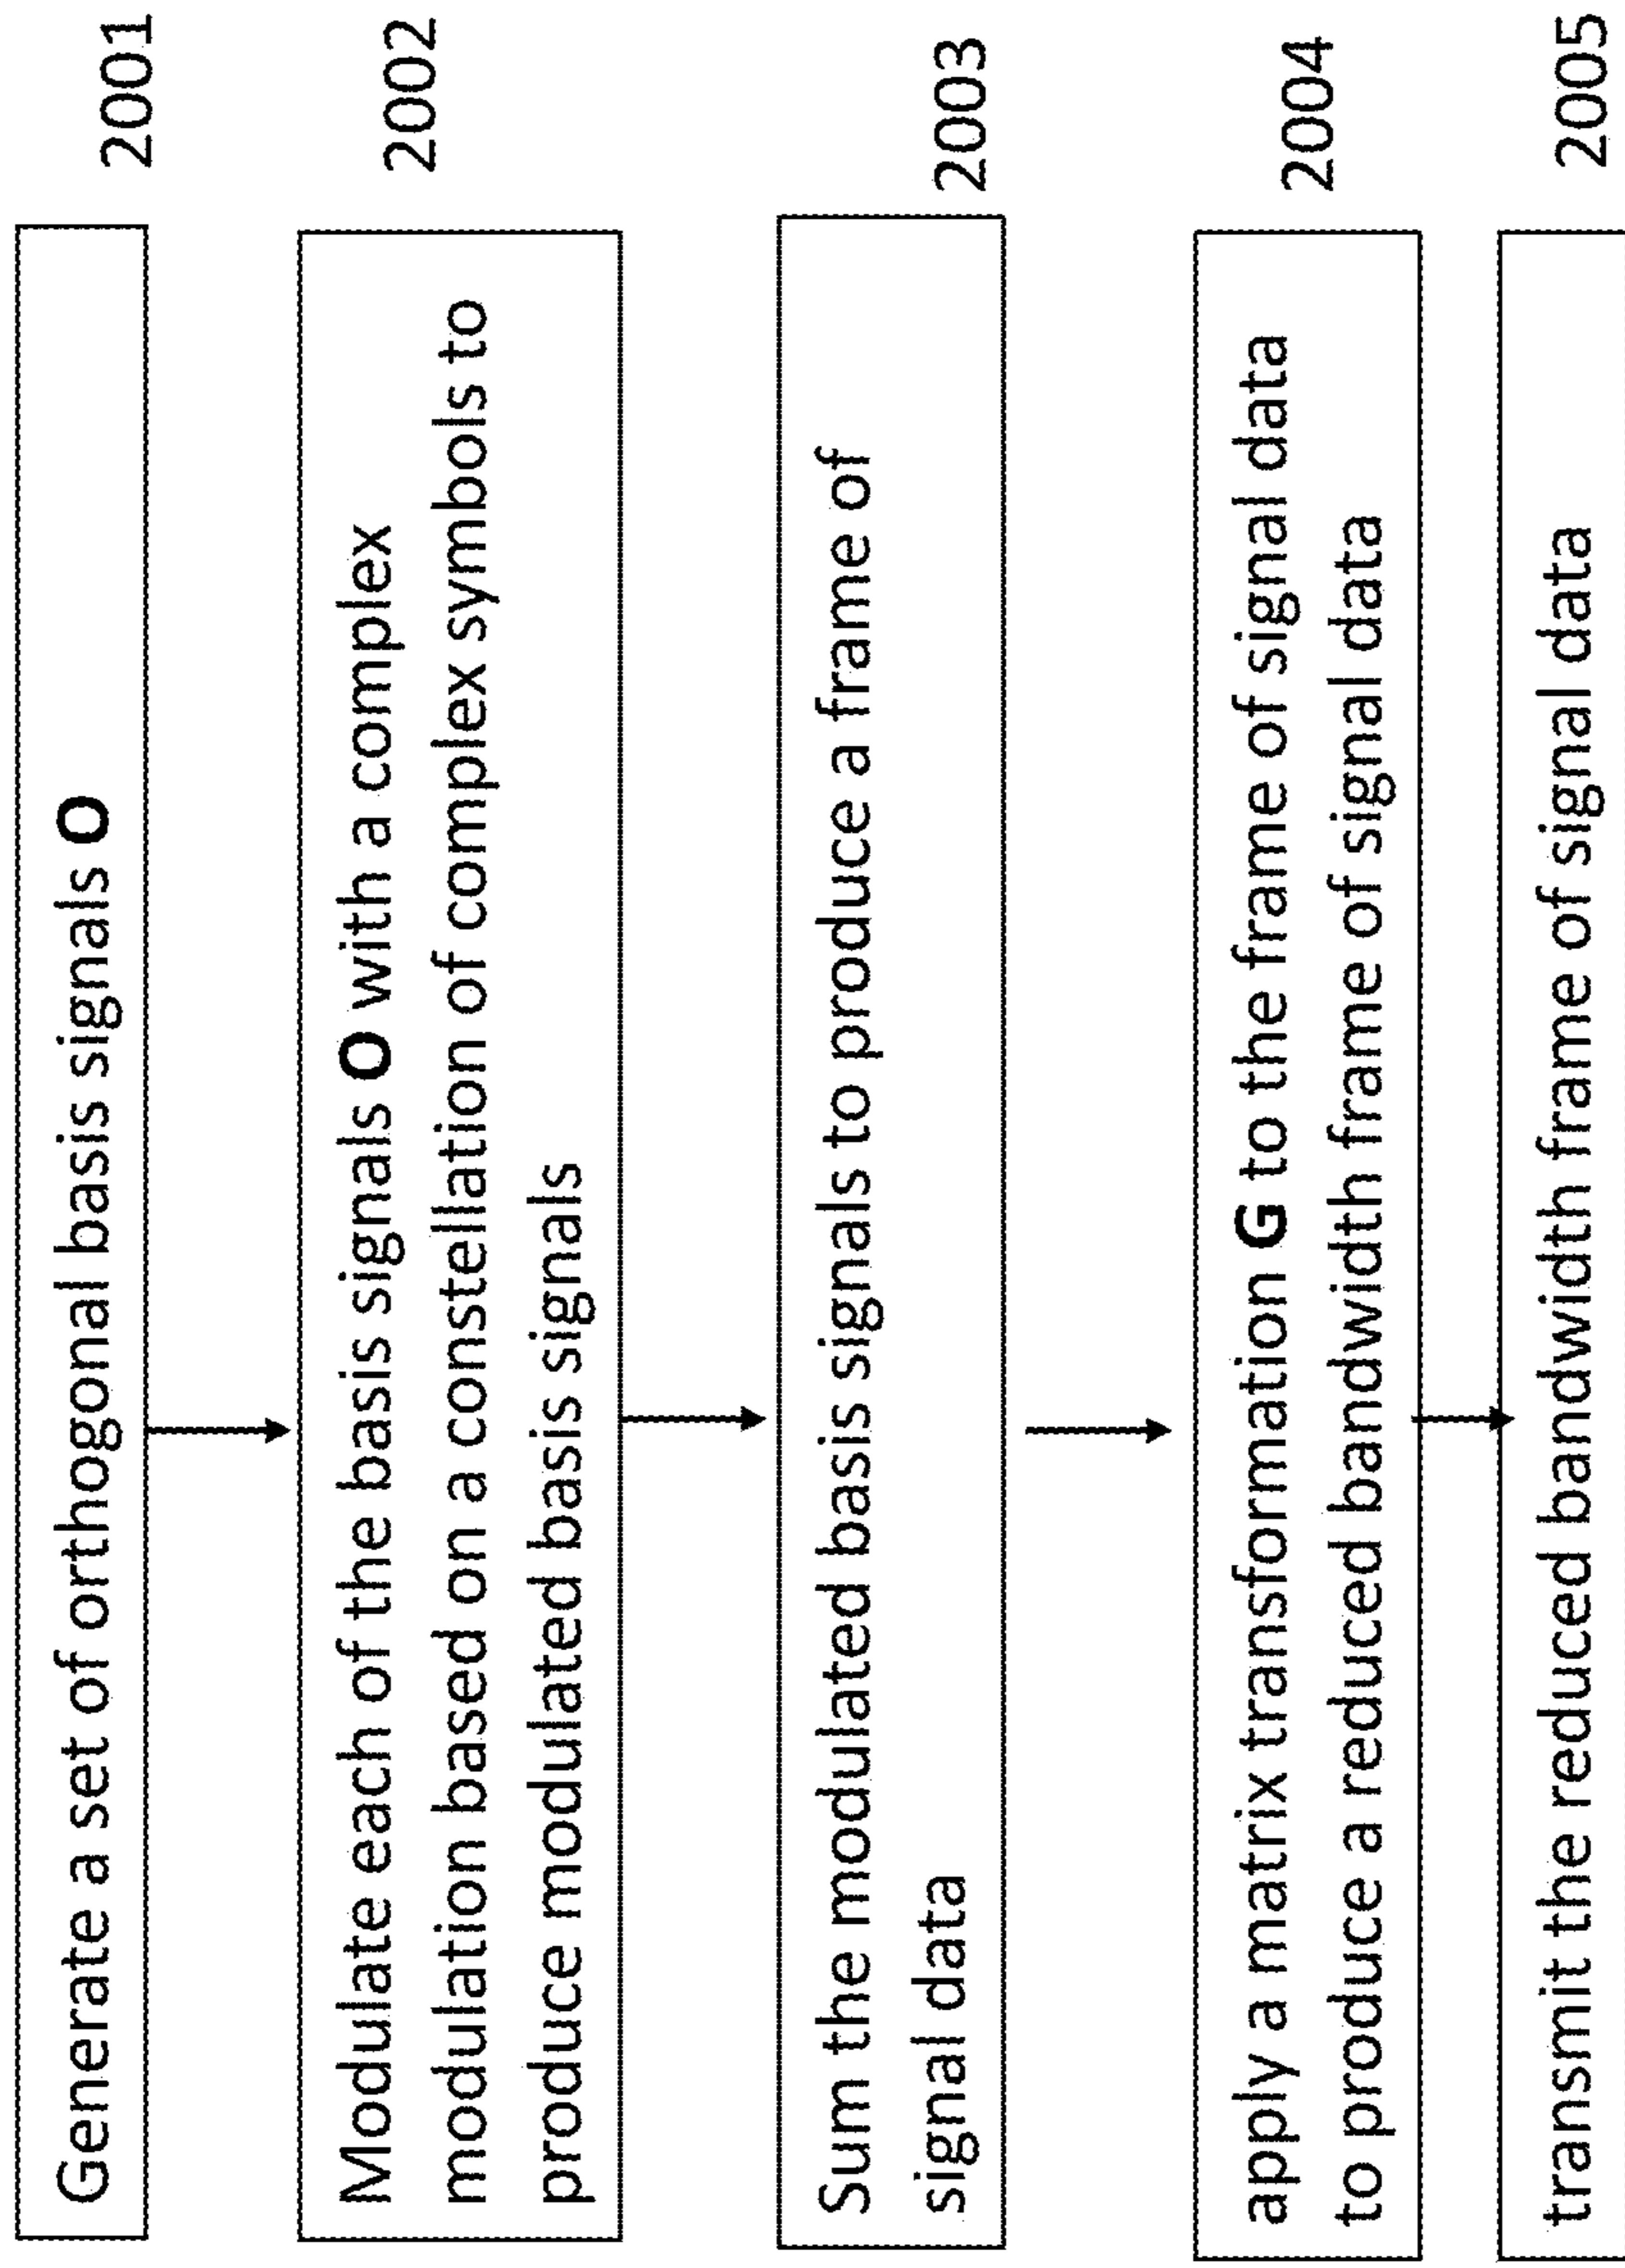 Generate a set of orthogonal basis signals O
2001
Modulate each of the basis signals O with a complex
modulation based on a constellation of complex symbols to
produce modulated basis signals
2002
Sum the modulated basis signals to produce a frame of
signal data
2003
apply a matrix transformation G to the frame of signal data
to produce a reduced bandwidth frame of signal data
2004
transmit the reduced bandwidth frame of signal data
2005